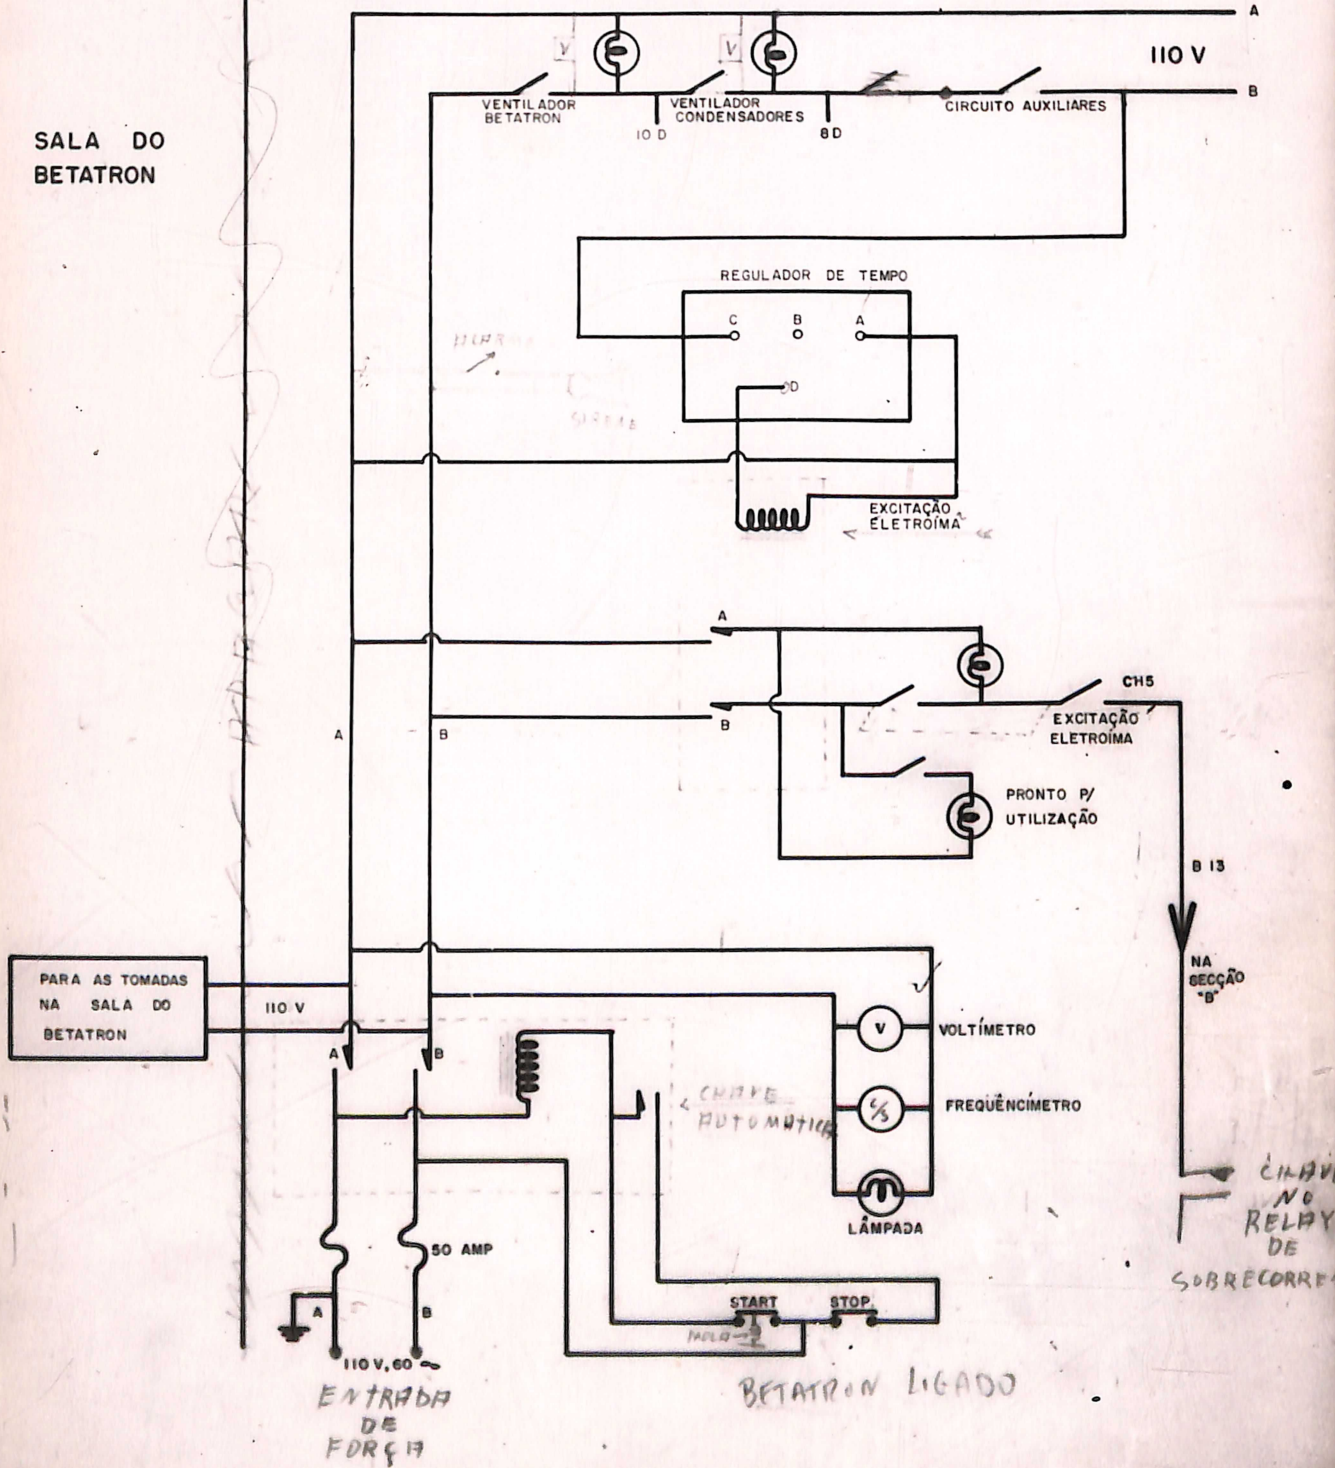 A
110 V
B
V
V
VENTILADOR
BETATRON
10 D
VENTILADOR
CONDENSADORES
8 D
CIRCUITO AUXILIARES
SALA DO
BETATRON
REGULADOR DE TEMPO
C B A
D
EXCITAÇÃO
ELETROÍMA
A
B
CH5
EXCITAÇÃO
ELETROÍMA
A
B
PRONTO P/
UTILIZAÇÃO
B 13
NA
SECÇÃO
"B"
PARA AS TOMADAS
NA SALA DO
BETATRON
110 V
A
B
V
VOLTÍMETRO
C/S
FREQÜÊNCÍMETRO
CHAVE
AUTOMATICA
LÂMPADA
CHAVE
NO
RELAY
DE
50 AMP
A
B
START
STOP
MOLA
110 V, 60 ~
ENTRADA
DE
FORÇA
BETATRON LIGADO